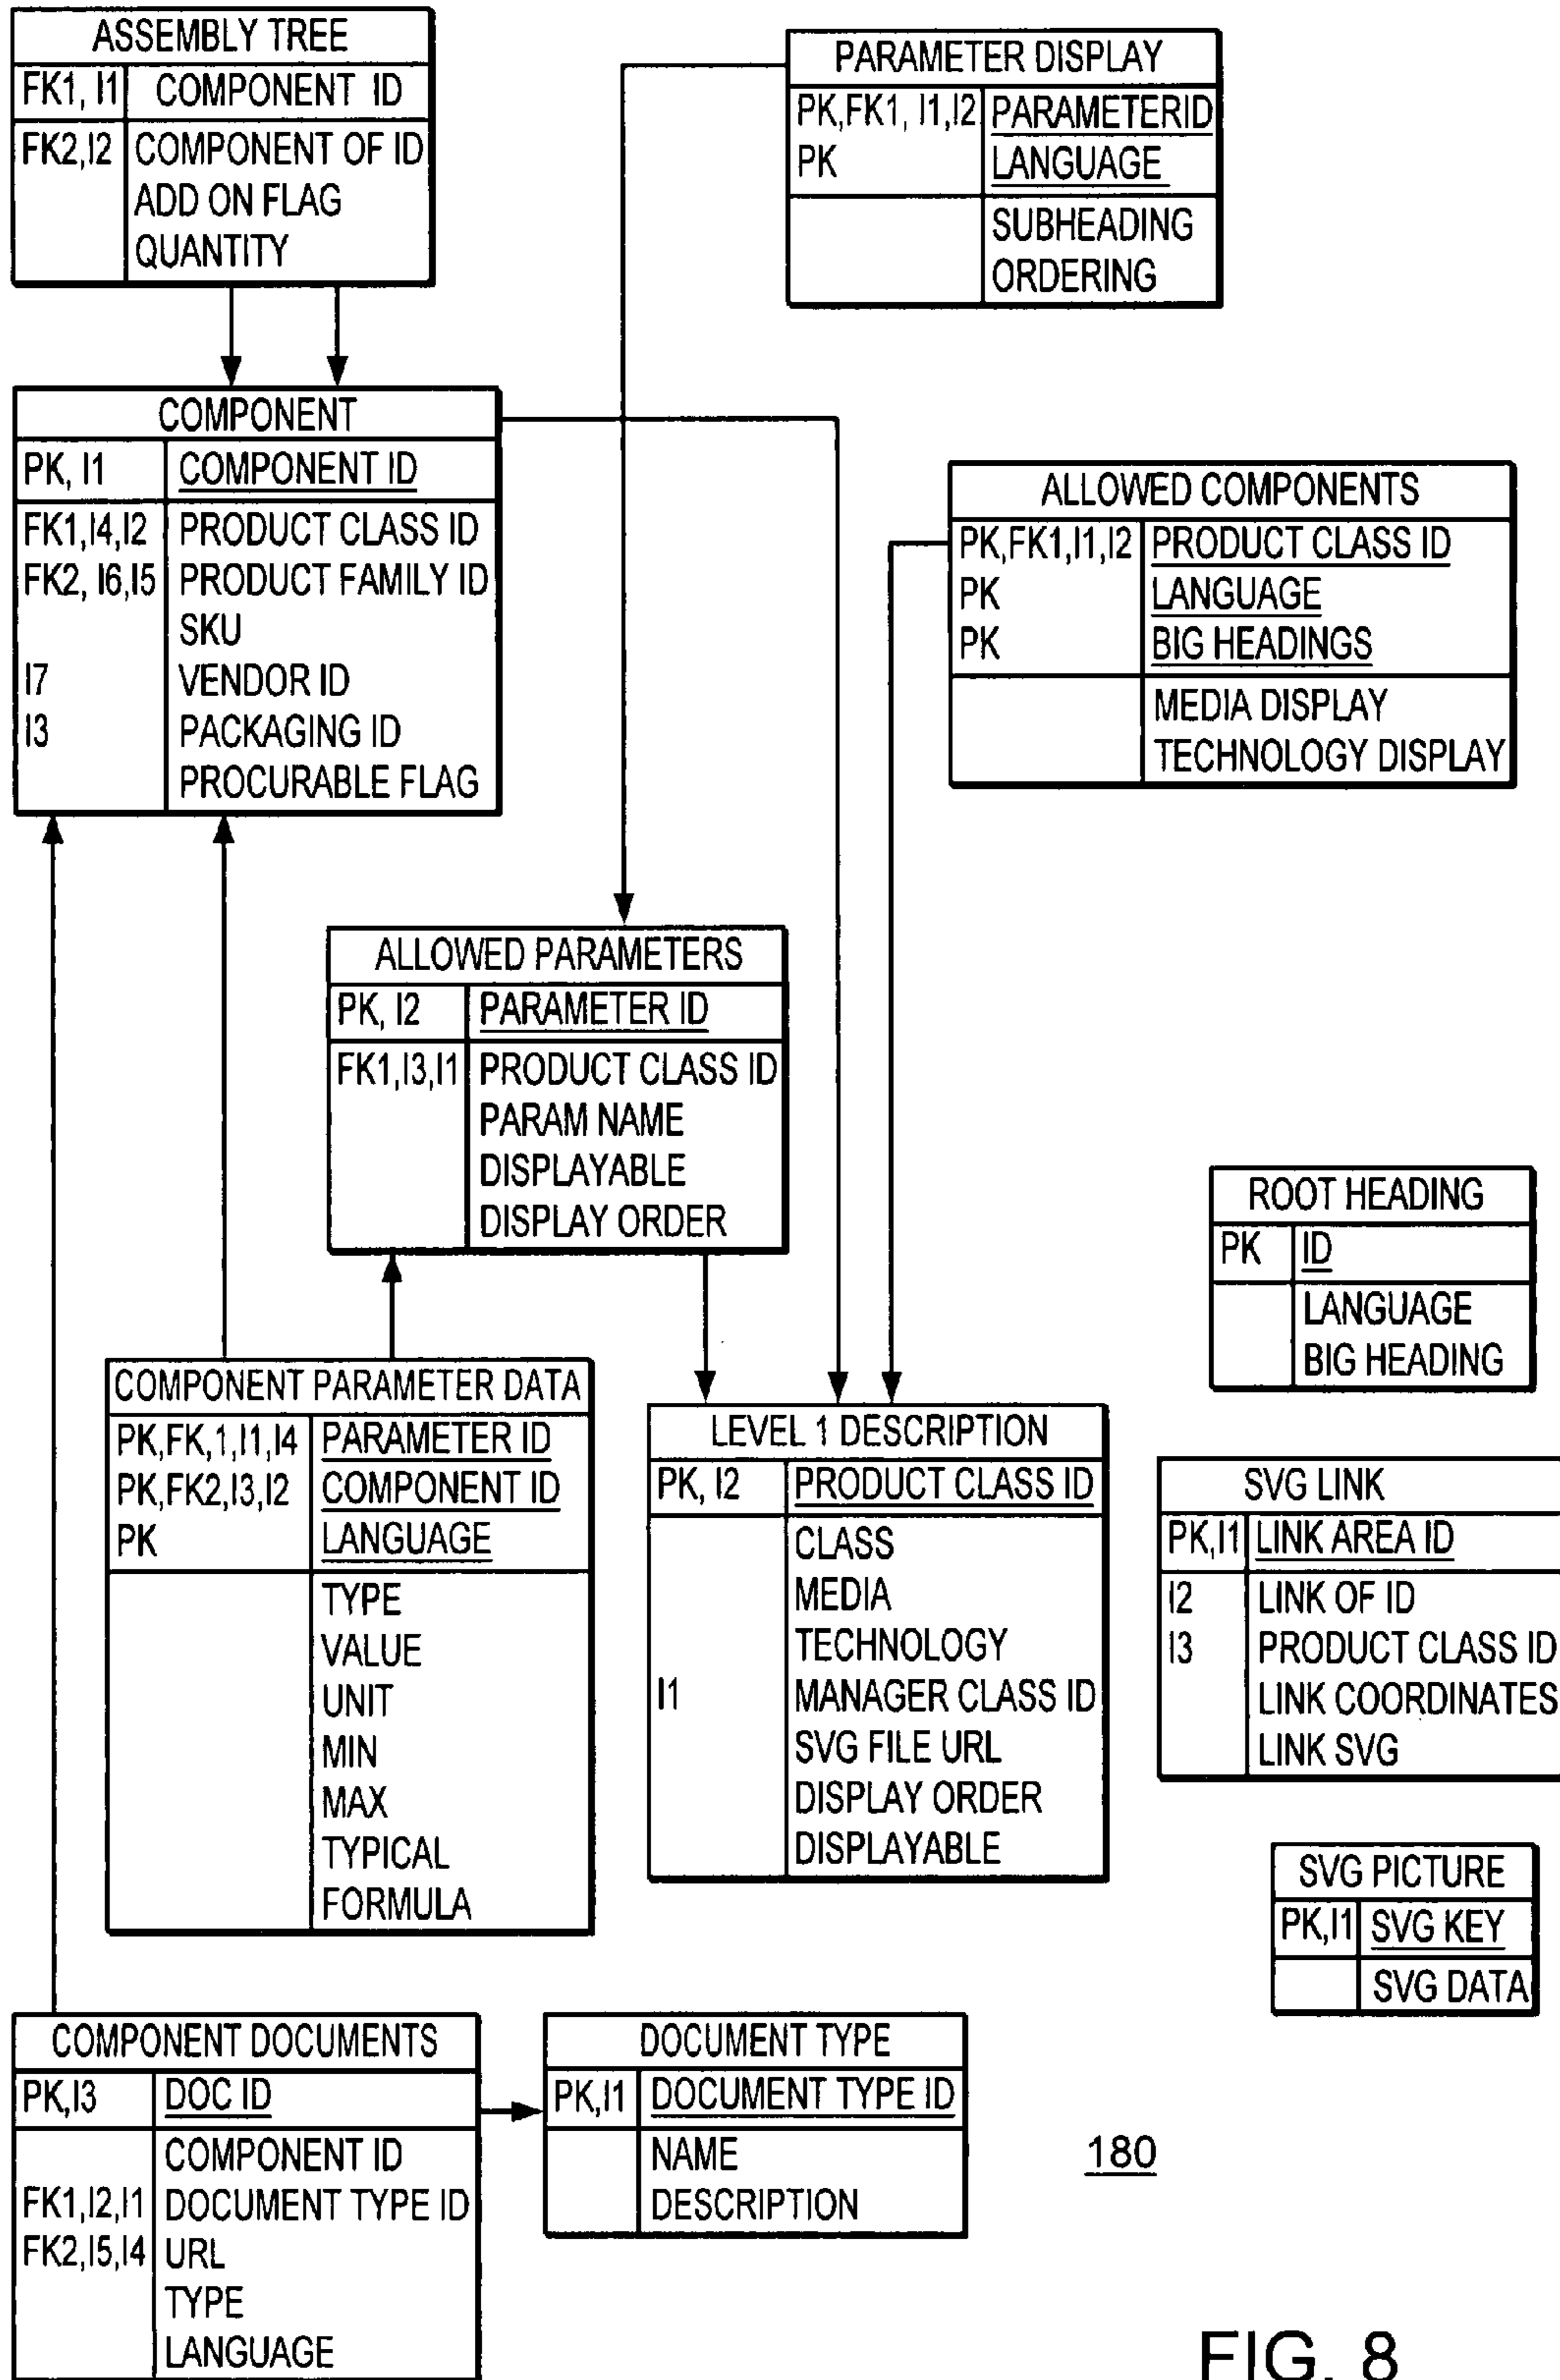 ASSEMBLY TREE
FK1, I1 COMPONENT ID
FK2,I2 COMPONENT OF ID
ADD ON FLAG
QUANTITY
PARAMETER DISPLAY
PK,FK1, I1,I2 PARAMETERID
PK LANGUAGE
SUBHEADING
ORDERING
COMPONENT
PK, I1 COMPONENT ID
FK1,I4,I2 PRODUCT CLASS ID
FK2, I6,I5 PRODUCT FAMILY ID
SKU
I7 VENDOR ID
I3 PACKAGING ID
PROCURABLE FLAG
ALLOWED COMPONENTS
PK,FK1,I1,I2 PRODUCT CLASS ID
PK LANGUAGE
PK BIG HEADINGS
MEDIA DISPLAY
TECHNOLOGY DISPLAY
ALLOWED PARAMETERS
PK, I2 PARAMETER ID
FK1,I3,I1 PRODUCT CLASS ID
PARAM NAME
DISPLAYABLE
DISPLAY ORDER
ROOT HEADING
PK ID
LANGUAGE
BIG HEADING
COMPONENT PARAMETER DATA
PK,FK,1,I1,I4 PARAMETER ID
PK,FK2,I3,I2 COMPONENT ID
PK LANGUAGE
TYPE
VALUE
UNIT
MIN
MAX
TYPICAL
FORMULA
LEVEL 1 DESCRIPTION
PK, I2 PRODUCT CLASS ID
CLASS
MEDIA
TECHNOLOGY
I1 MANAGER CLASS ID
SVG FILE URL
DISPLAY ORDER
DISPLAYABLE
SVG LINK
PK,I1 LINK AREA ID
I2 LINK OF ID
I3 PRODUCT CLASS ID
LINK COORDINATES
LINK SVG
SVG PICTURE
PK,I1 SVG KEY
SVG DATA
COMPONENT DOCUMENTS
PK,I3 DOC ID
COMPONENT ID
FK1,I2,I1 DOCUMENT TYPE ID
FK2,I5,I4 URL
TYPE
LANGUAGE
DOCUMENT TYPE
PK,I1 DOCUMENT TYPE ID
NAME
DESCRIPTION
180
FIG. 8